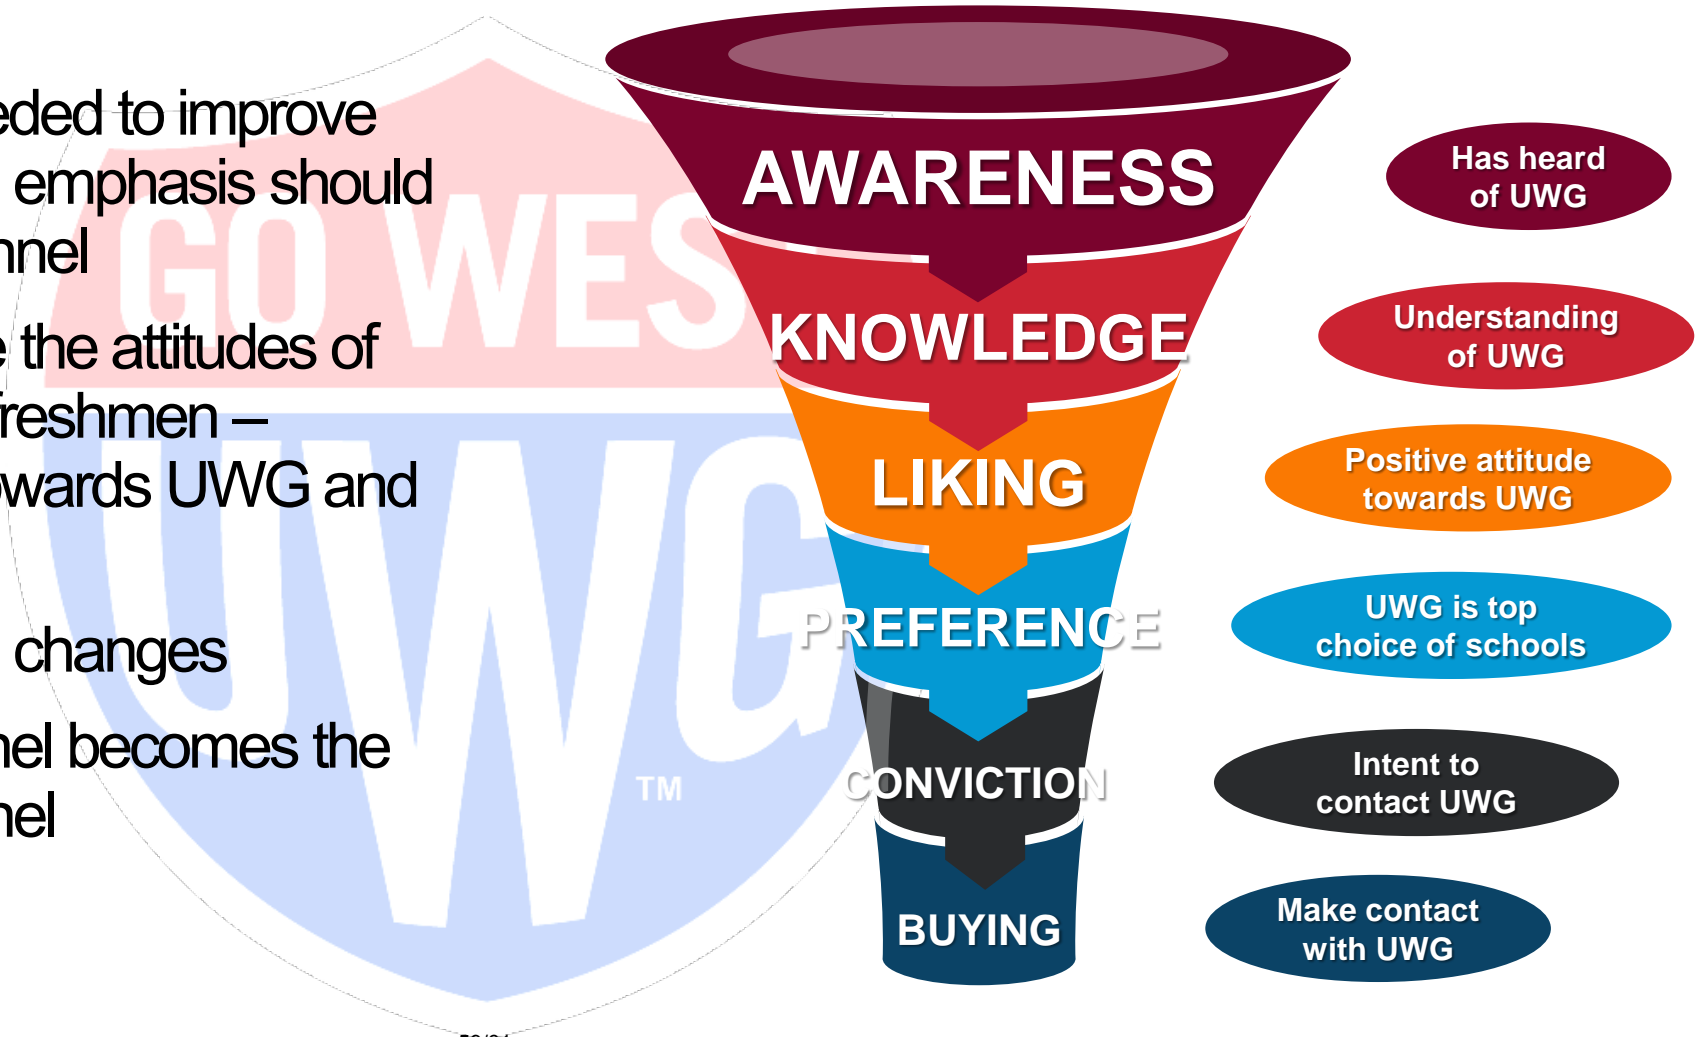 eded to improve
emphasis should
nnel
e the attitudes of
freshmen –
owards UWG and
changes
nel becomes the
nel
GO WES
UWG
TM
AWARENESS
KNOWLEDGE
LIKING
PREFERENCE
CONVICTION
BUYING
Has heard
of UWG
Understanding
of UWG
Positive attitude
towards UWG
UWG is top
choice of schools
Intent to
contact UWG
Make contact
with UWG